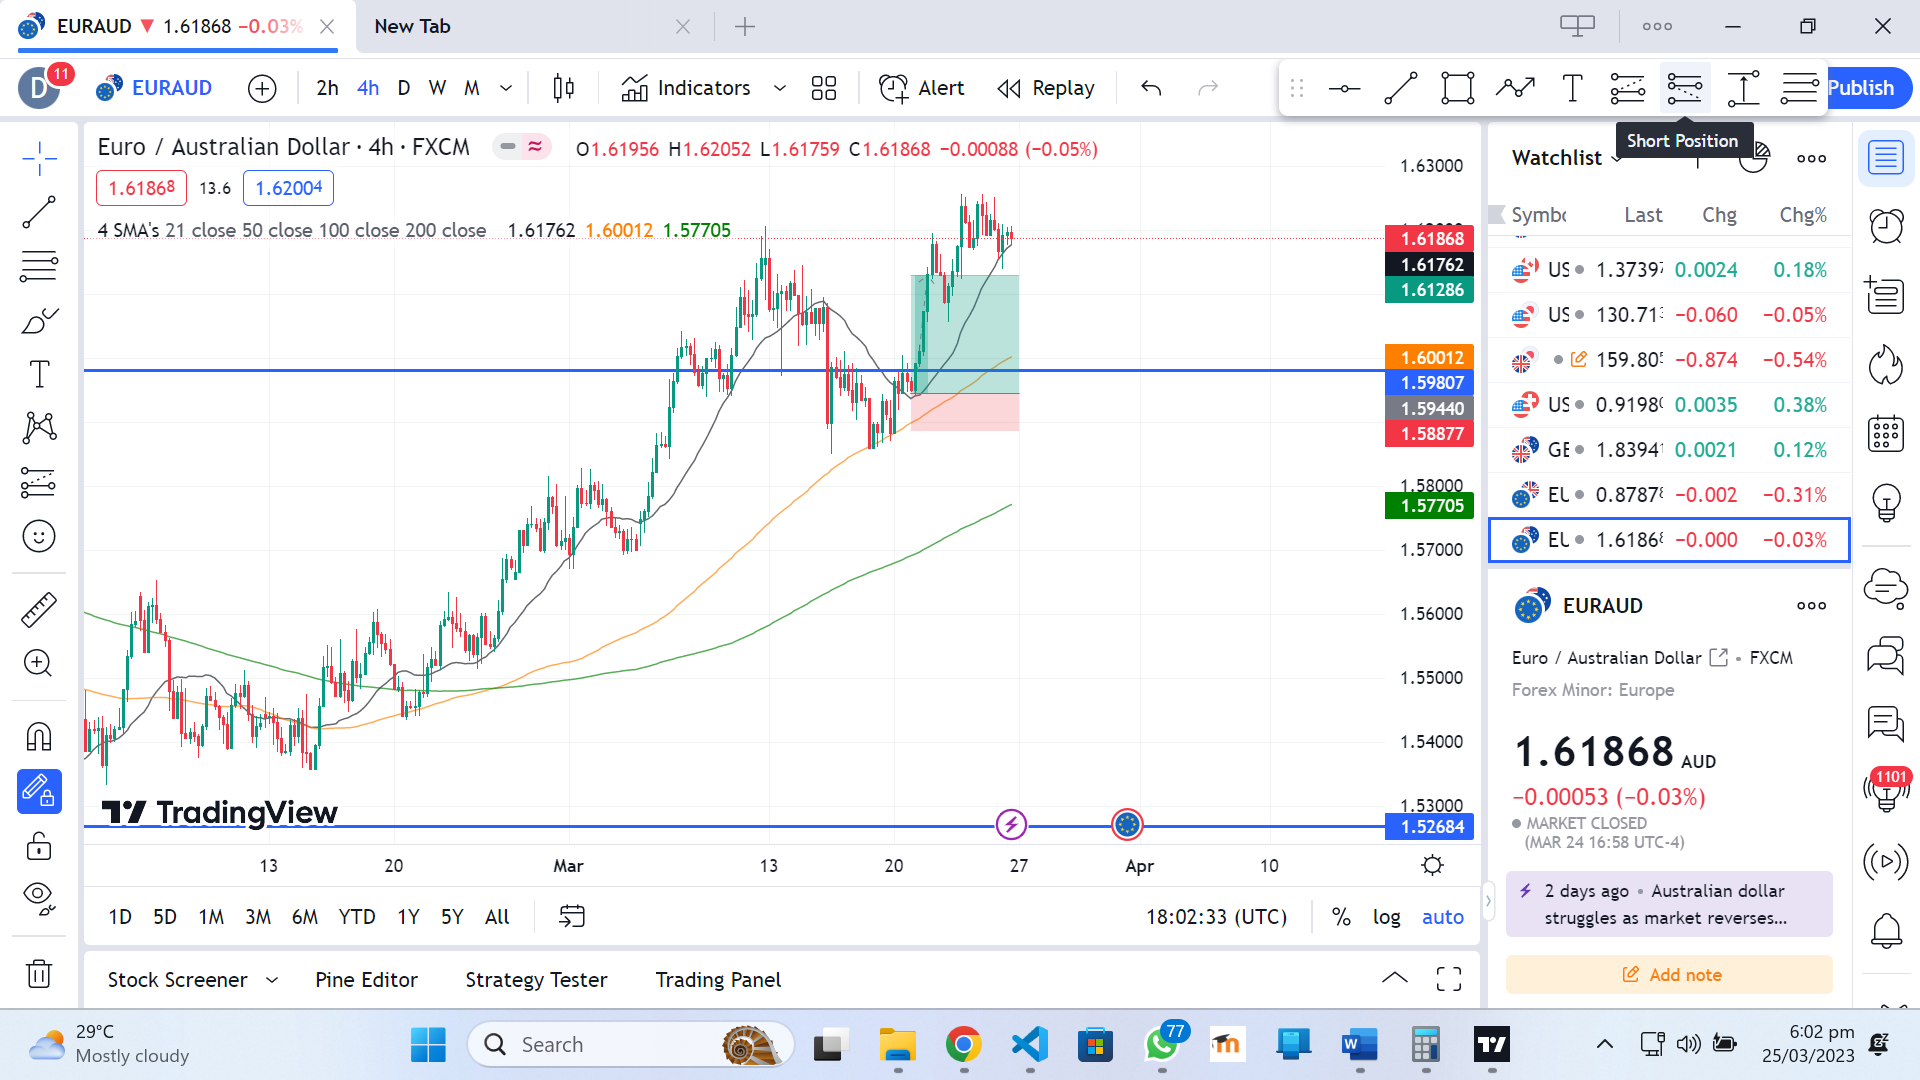 EURAUD 1.61868 −0.03%
New Tab
D 11
EURAUD
2h 4h D W M
Indicators
Alert
Replay
Publish
Short Position
Euro / Australian Dollar · 4h · FXCM
O1.61956 H1.62052 L1.61759 C1.61868 −0.00088 (−0.05%)
1.61868 13.6 1.62004
4 SMA's 21 close 50 close 100 close 200 close 1.61762 1.60012 1.57705
1.63000
1.61868
1.61762
1.61286
1.60012
1.59807
1.59440
1.58877
1.58000
1.57705
1.57000
1.56000
1.55000
1.54000
1.53000
1.52684
TradingView
13 20 Mar 13 20 27 Apr 10
1D 5D 1M 3M 6M YTD 1Y 5Y All
18:02:33 (UTC) % log auto
Stock Screener Pine Editor Strategy Tester Trading Panel
Watchlist
Last Chg Chg%
US 1.37397 0.0024 0.18%
US 130.713 −0.060 −0.05%
159.805 −0.874 −0.54%
US 0.9198 0.0035 0.38%
GE 1.8394 0.0021 0.12%
EU 0.8787 −0.002 −0.31%
EU 1.6186 −0.000 −0.03%
EURAUD
Euro / Australian Dollar • FXCM
Forex Minor: Europe
1.61868 AUD
−0.00053 (−0.03%)
MARKET CLOSED
(MAR 24 16:58 UTC-4)
2 days ago • Australian dollar
struggles as market reverses...
Add note
1101
29°C
Mostly cloudy
Search
77
6:02 pm
25/03/2023